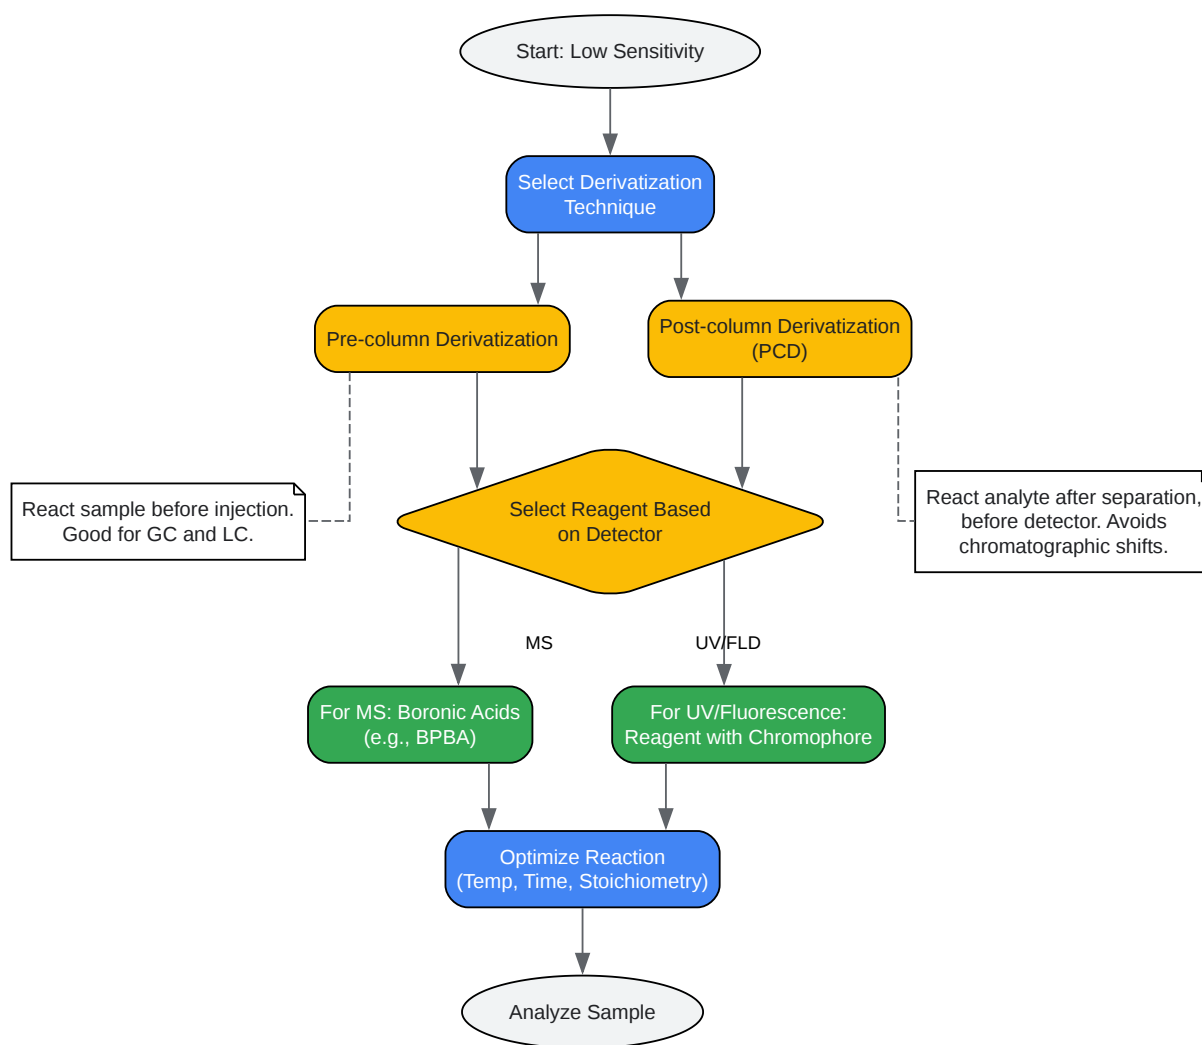 Start: Low Sensitivity
Select Derivatization
Technique
Pre-column Derivatization
Post-column Derivatization
(PCD)
React sample before injection.
Good for GC and LC.
Select Reagent Based
on Detector
React analyte after separation,
before detector. Avoids
chromatographic shifts.
MS
UV/FLD
For MS: Boronic Acids
(e.g., BPBA)
For UV/Fluorescence:
Reagent with Chromophore
Optimize Reaction
(Temp, Time, Stoichiometry)
Analyze Sample